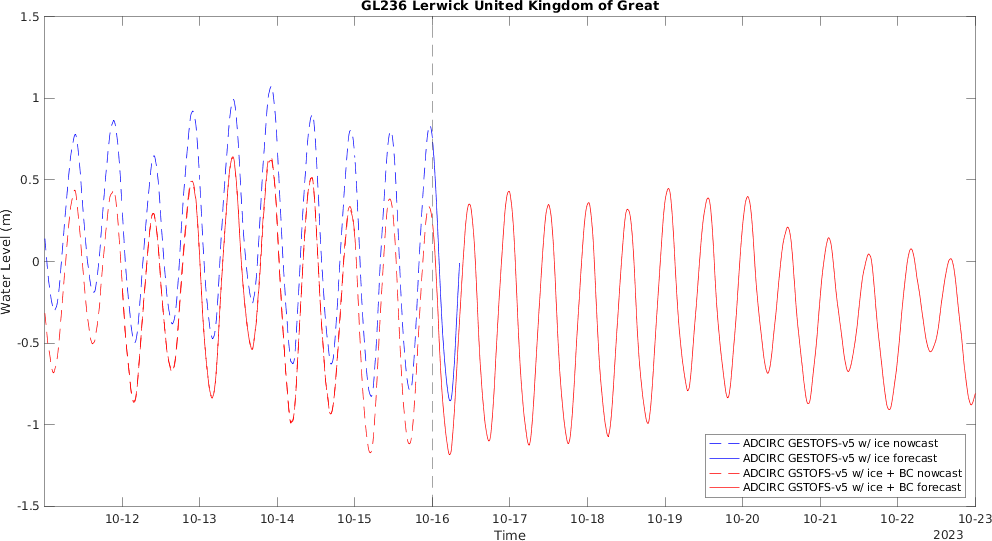 GL236 Lerwick United Kingdom of Great
1.5
1
0.5
0
-0.5
-1
-1.5
Water Level (m)
10-12
10-13
10-14
10-15
10-16
10-17
10-18
10-19
10-20
10-21
10-22
10-23
Time
2023
ADCIRC GESTOFS-v5 w/ ice nowcast
ADCIRC GESTOFS-v5 w/ ice forecast
ADCIRC GSTOFS-v5 w/ ice + BC nowcast
ADCIRC GSTOFS-v5 w/ ice + BC forecast